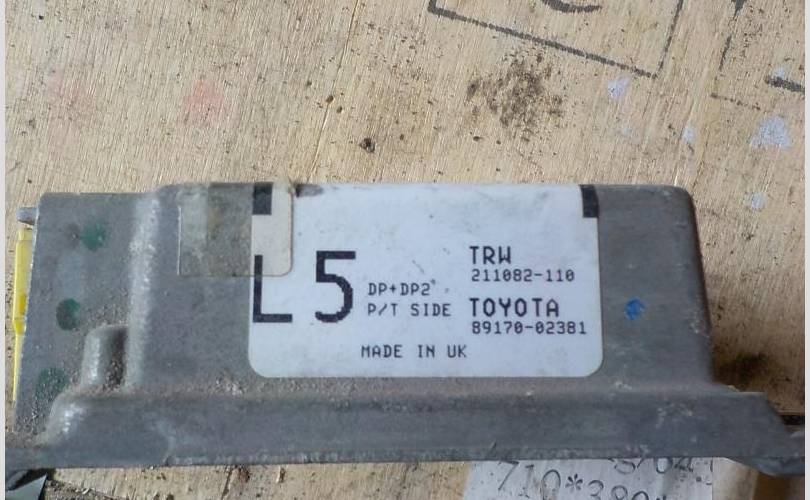 L5
DP+DP2
P/T SIDE
TRW
211082-110
TOYOTA
89170-02381
MADE IN UK